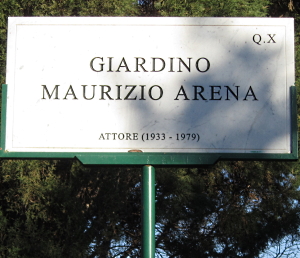 Q.X
GIARDINO
MAURIZIO ARENA
ATTORE (1933 - 1979)